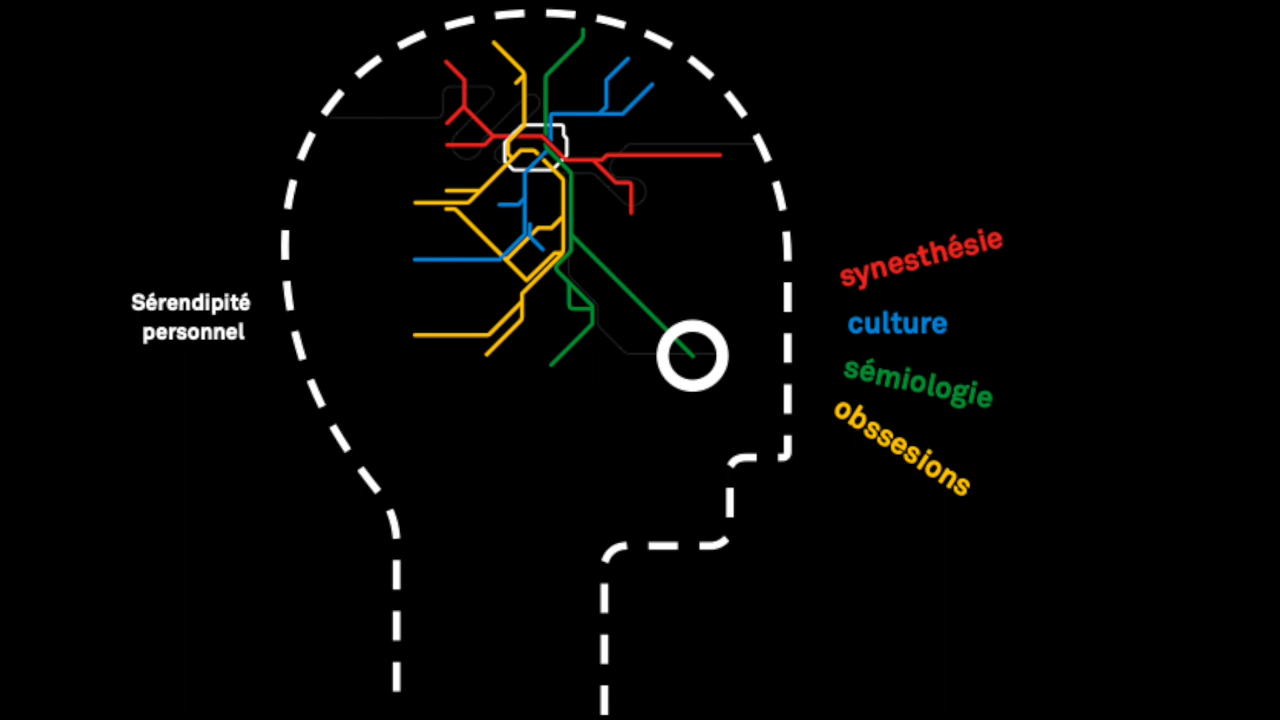 Sérendipité
personnel
synesthésie
culture
sémiologie
obssesions